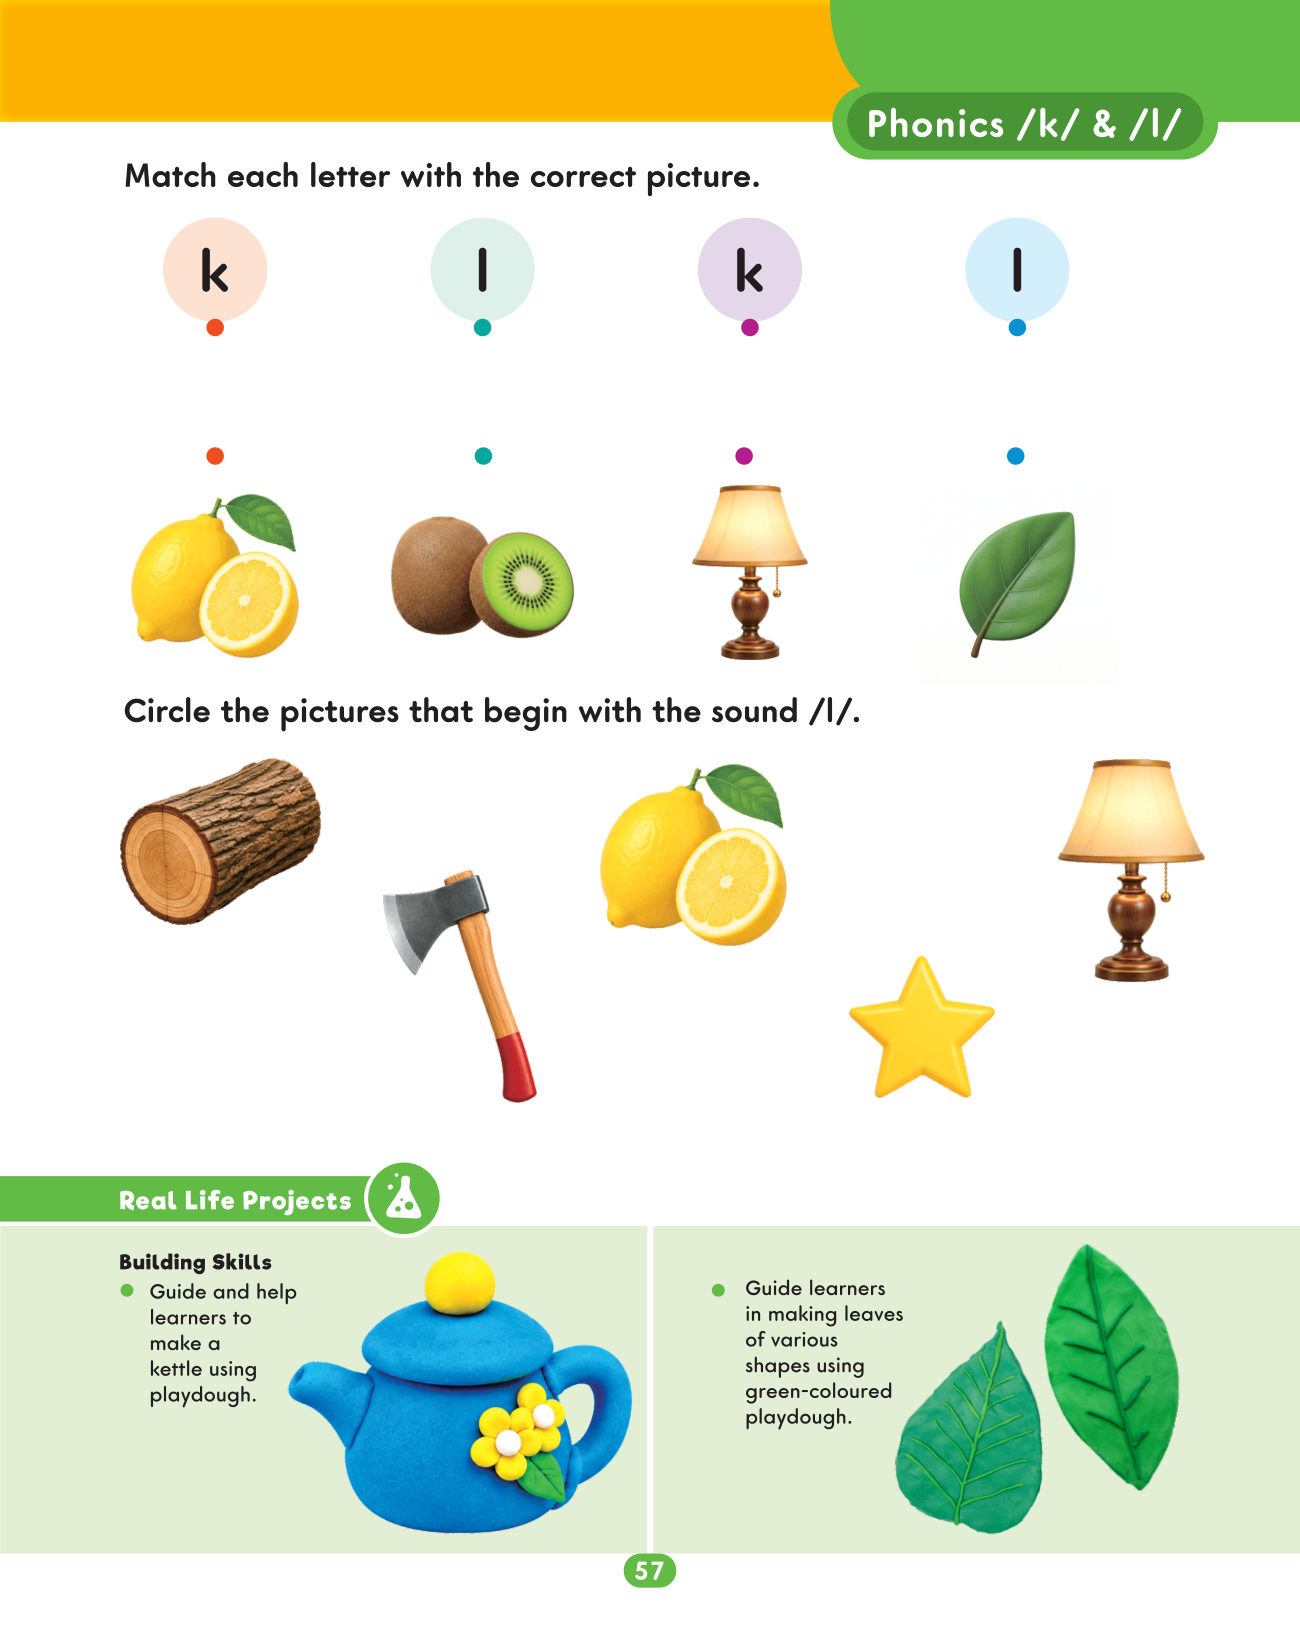 Phonics /k/ & /l/
Match each letter with the correct picture.
k l k l
Circle the pictures that begin with the sound /l/.
Real Life Projects
Building Skills
Guide and help
learners to
make a
kettle using
playdough.
Guide learners
in making leaves
of various
shapes using
green-coloured
playdough.
57